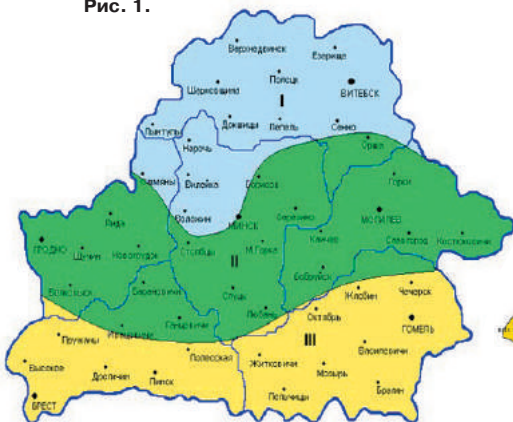 Рис. 1.
Верхнедвинск
Езерище
Полоцк
Шарковщина
ВИТЕБСК
I
Докшицы
Лепель
Сенно
Лынтупы
Нарочь
Орша
Ошмяны
Вилейка
Борисов
Горки
Воложин
Лида
МИНСК
Березино
МОГИЛЕВ
ГРОДНО
Щучин
Новогрудок
Столбцы
М.Горка
Кличев
Славгород
Костюковичи
II
Волковыск
Барановичи
Слуцк
Бобруйск
Ивацевичи
Ганцевичи
Любань
Жлобин
Чечерск
Октябрь
ГОМЕЛЬ
Пружаны
III
Высокое
Полесская
Житковичи
Василевичи
Дрогичин
Пинск
Мозырь
БРЕСТ
Лельчицы
Брагин